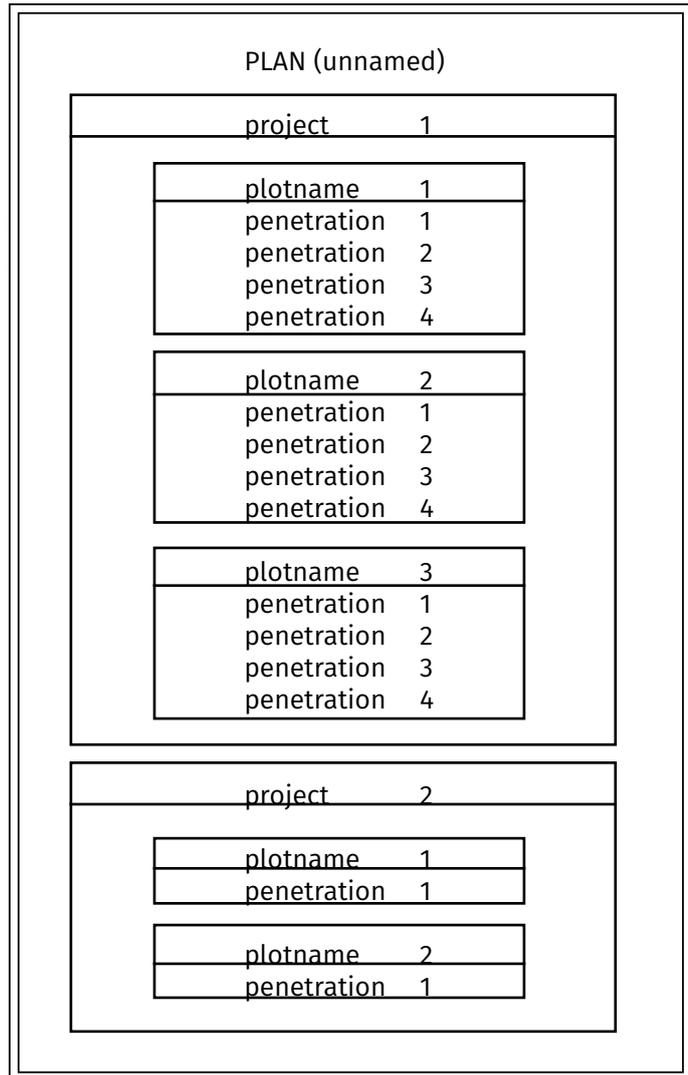 PLAN (unnamed)
project 1
plotname 1
penetration 1
penetration 2
penetration 3
penetration 4
plotname 2
penetration 1
penetration 2
penetration 3
penetration 4
plotname 3
penetration 1
penetration 2
penetration 3
penetration 4
project 2
plotname 1
penetration 1
plotname 2
penetration 1